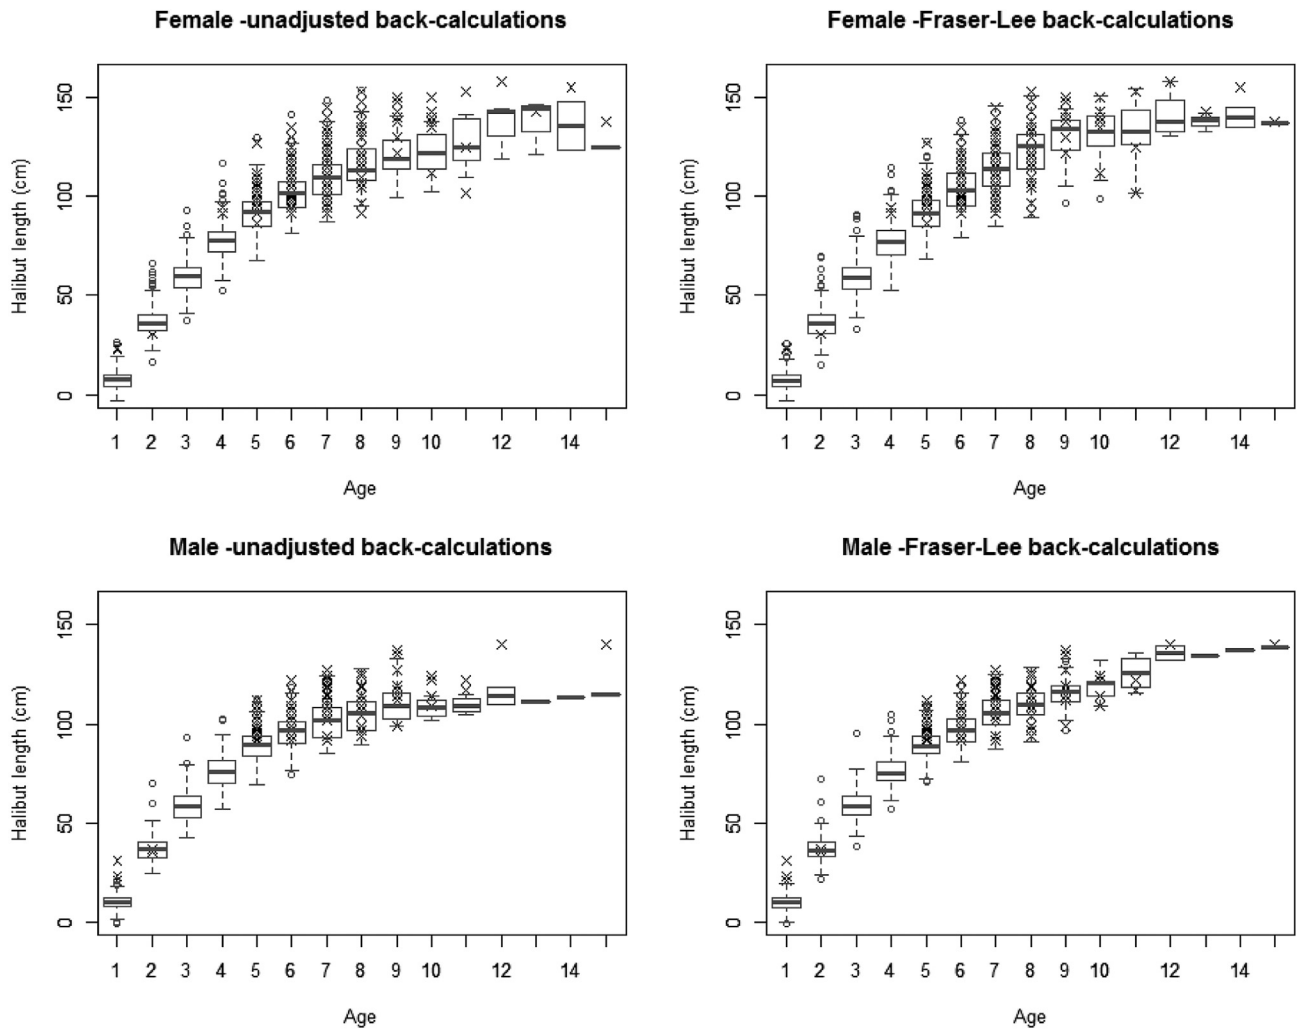 Female -unadjusted back-calculations
Halibut length (cm)
150
100
50
0
1 2 3 4 5 6 7 8 9 10 12 14
Age
Female -Fraser-Lee back-calculations
Halibut length (cm)
150
100
50
0
1 2 3 4 5 6 7 8 9 10 12 14
Age
Male -unadjusted back-calculations
Halibut length (cm)
150
100
50
0
1 2 3 4 5 6 7 8 9 10 12 14
Age
Male -Fraser-Lee back-calculations
Halibut length (cm)
150
100
50
0
1 2 3 4 5 6 7 8 9 10 12 14
Age